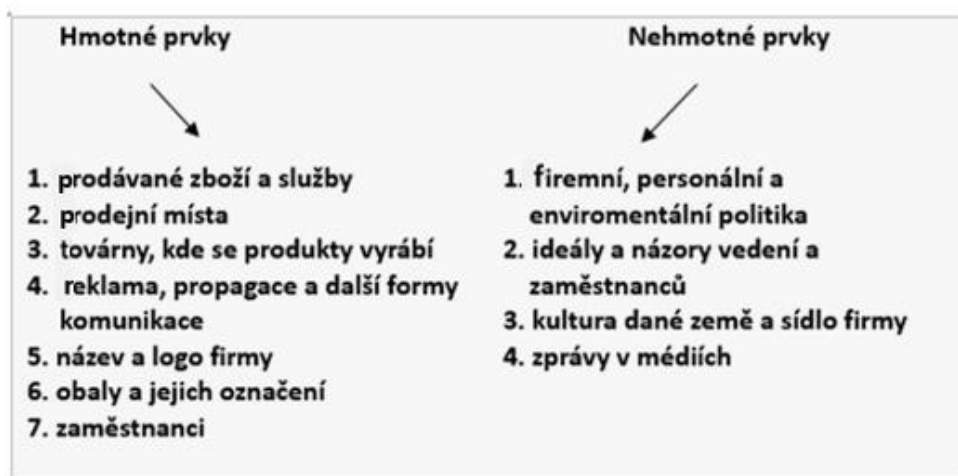 Hmotné prvky
1. prodávané zboží a služby
2. prodejní místa
3. továrny, kde se produkty vyrábí
4. reklama, propagace a další formy
komunikace
5. název a logo firmy
6. obaly a jejich označení
7. zaměstnanci
Nehmotné prvky
1. firemní, personální a
enviromentální politika
2. ideály a názory vedení a
zaměstnanců
3. kultura dané země a sídlo firmy
4. zprávy v médiích